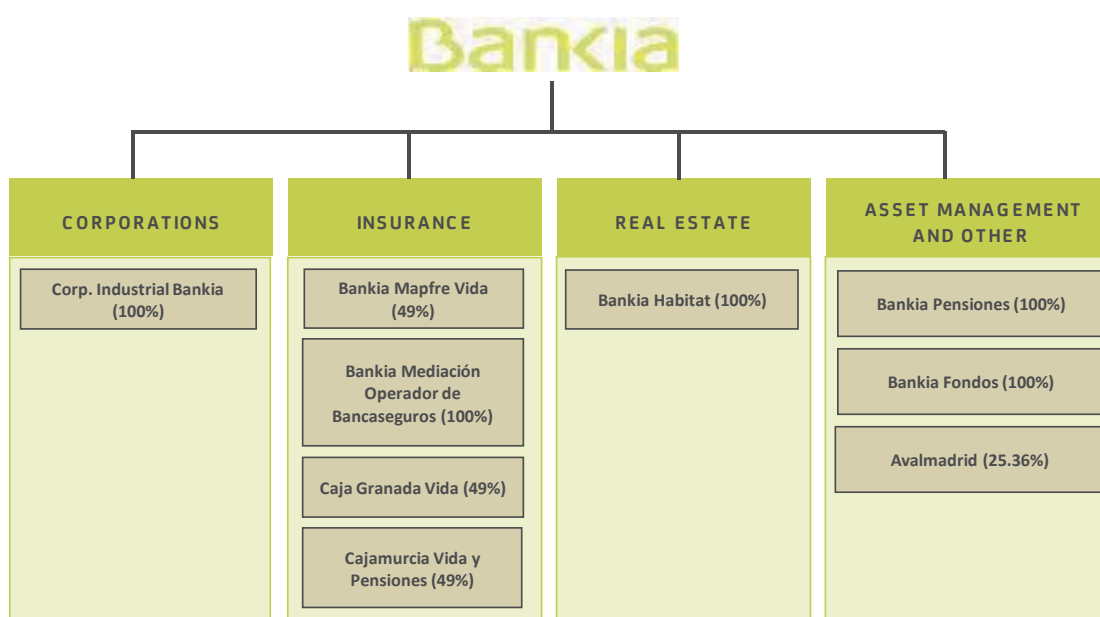 Bankia
CORPORATIONS
Corp. Industrial Bankia
(100%)
INSURANCE
Bankia Mapfre Vida
(49%)
Bankia Mediación
Operador de
Bancaseguros (100%)
Caja Granada Vida (49%)
Cajamurcia Vida y
Pensiones (49%)
REAL ESTATE
Bankia Habitat (100%)
ASSET MANAGEMENT
AND OTHER
Bankia Pensiones (100%)
Bankia Fondos (100%)
Avalmadrid (25.36%)